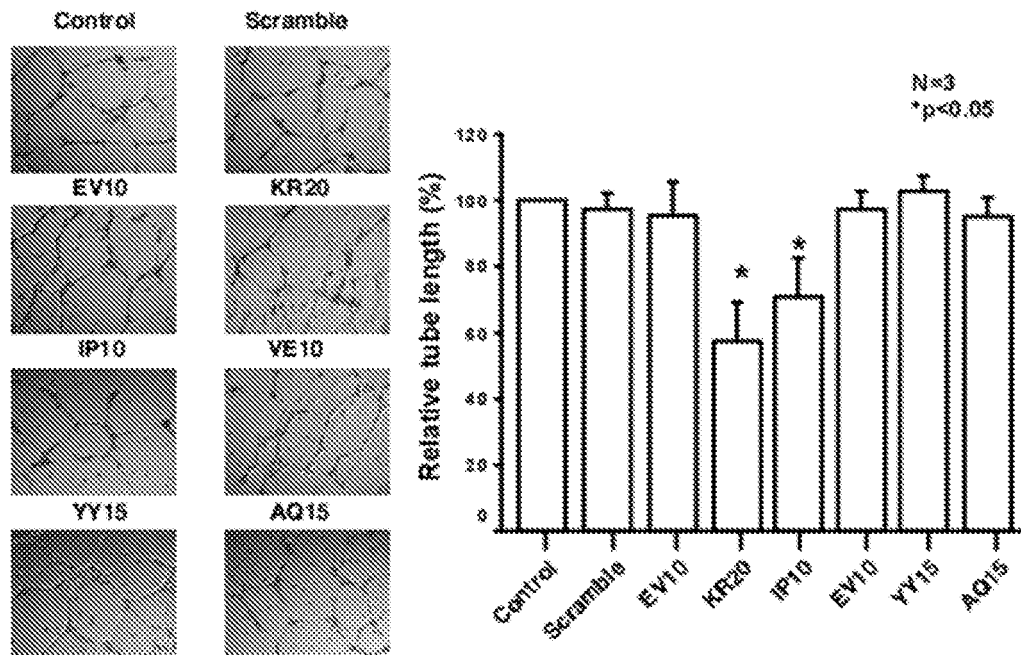 Control Scramble
EV10 KR20
IP10 VE10
YY15 AQ15
N=3
*p<0.05
Relative tube length (%)
120
100
80
60
40
20
0
* *
Control Scramble EV10 KR20 IP10 EV10 YY15 AQ15